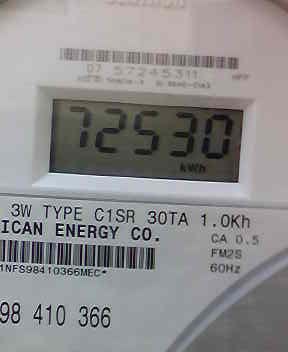 07 57245311
72530
kWh
3W TYPE C1SR 30TA 1.0Kh
ICAN ENERGY CO.
CA 0.5
FM2S
60Hz
1NFS98410366MEC*
98 410 366